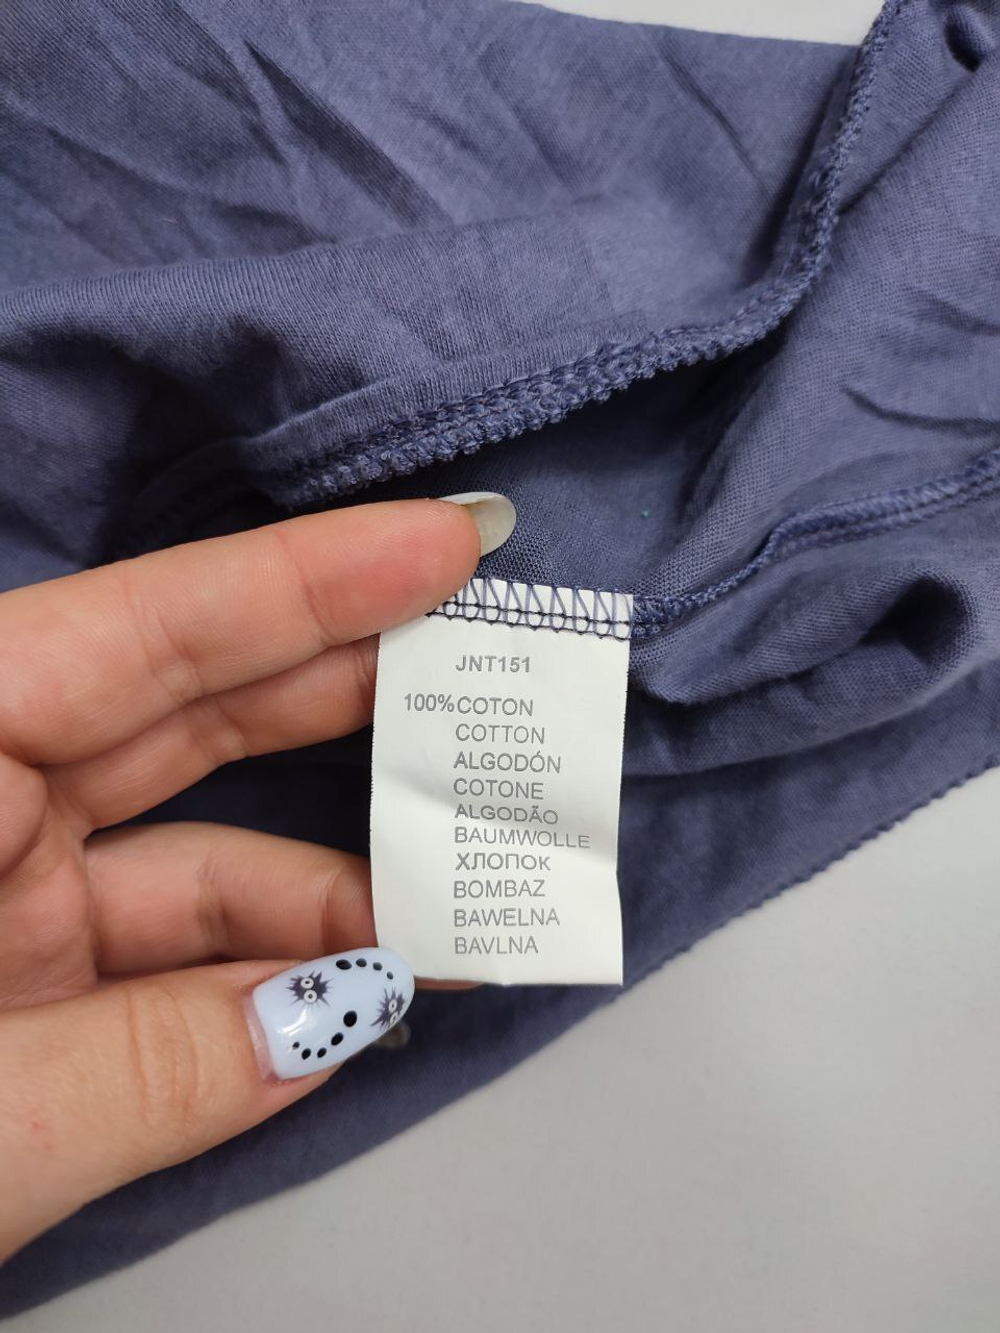 JNT151
100%COTON
COTTON
ALGODÓN
COTONE
ALGODÃO
BAUMWOLLE
ХЛОПОК
BOMBAZ
BAWELNA
BAVLNA